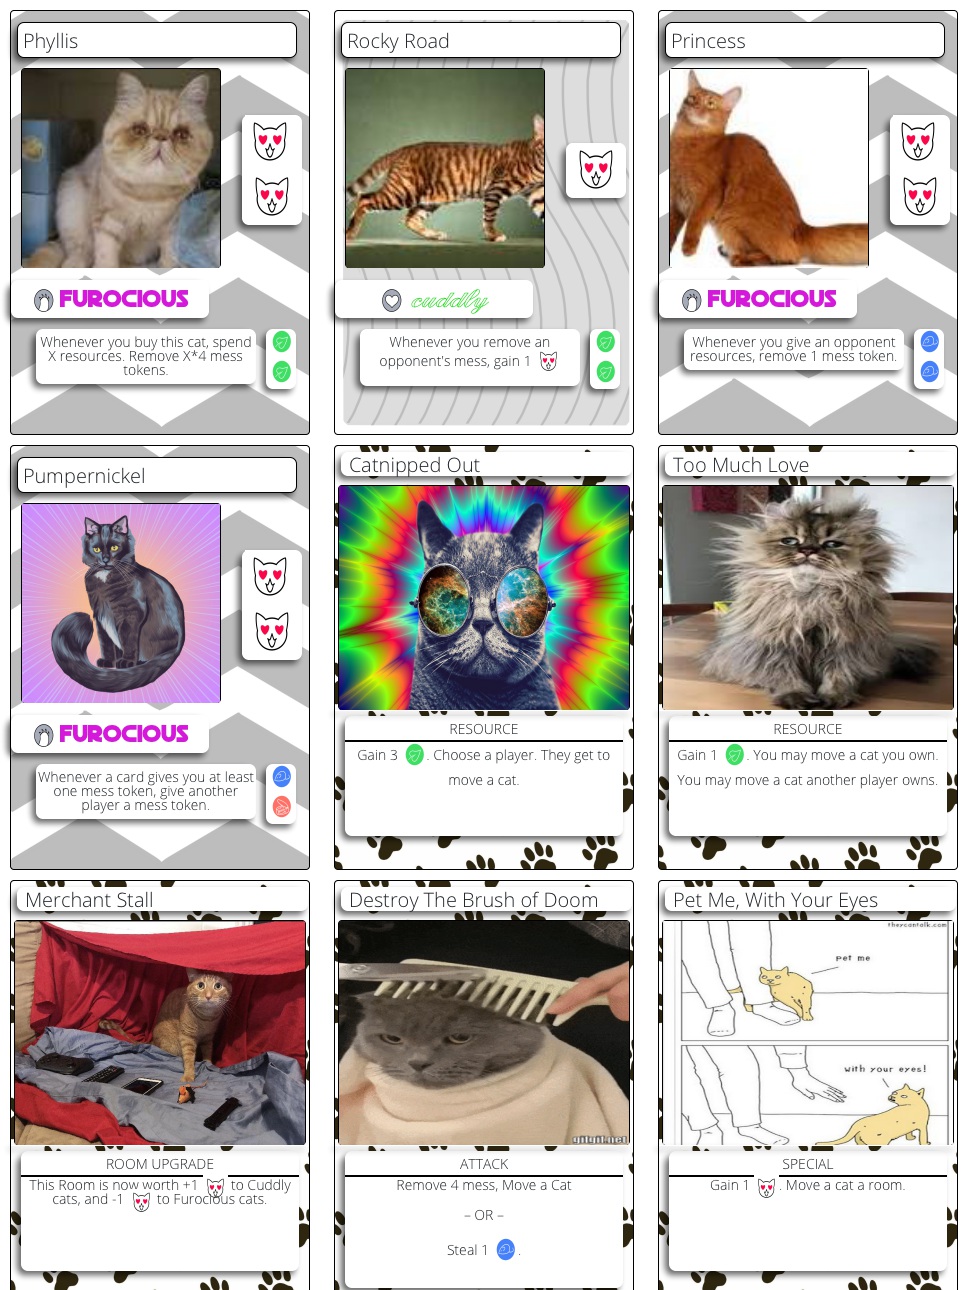 Phyllis
FUROCIOUS
Whenever you buy this cat, spend
X resources. Remove X*4 mess
tokens.
Rocky Road
cuddly
Whenever you remove an
opponent's mess, gain 1
Princess
FUROCIOUS
Whenever you give an opponent
resources, remove 1 mess token.
Pumpernickel
FUROCIOUS
Whenever a card gives you at least
one mess token, give another
player a mess token.
Catnipped Out
RESOURCE
Gain 3 . Choose a player. They get to
move a cat.
Too Much Love
RESOURCE
Gain 1 . You may move a cat you own.
You may move a cat another player owns.
Merchant Stall
ROOM UPGRADE
This Room is now worth +1 to Cuddly
cats, and -1 to Furocious cats.
Destroy The Brush of Doom
gifgif.net
ATTACK
Remove 4 mess, Move a Cat
– OR –
Steal 1 .
Pet Me, With Your Eyes
theycantalk.com
pet me
with your eyes!
SPECIAL
Gain 1 . Move a cat a room.